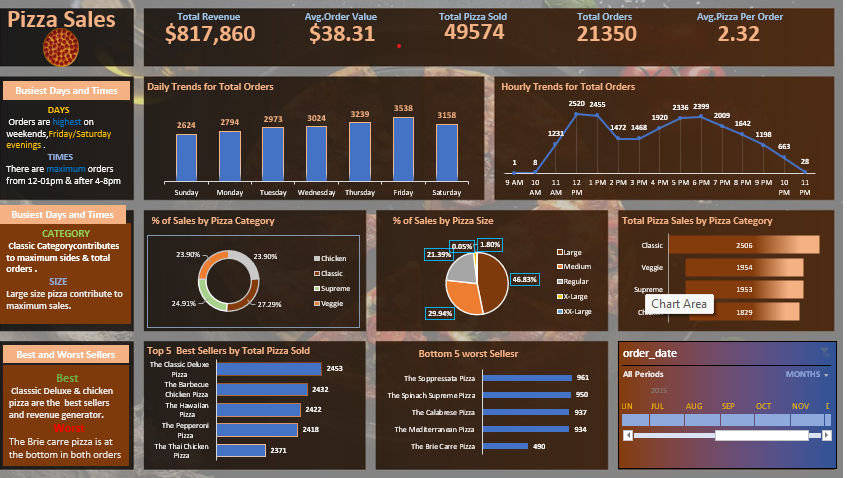 Pizza Sales
Total Revenue
$817,860
Avg.Order Value
$38.31
Total Pizza Sold
49574
Total Orders
21350
Avg.Pizza Per Order
2.32
Busiest Days and Times
DAYS
Orders are highest on
weekends,Friday/Saturday
evenings .
TIMES
There are maximum orders
from 12-01pm & after 4-8pm
Daily Trends for Total Orders
2624
2794
2973
3024
3239
3538
3158
Sunday
Monday
Tuesday
Wednesday
Thursday
Friday
Saturday
Hourly Trends for Total Orders
1
8
1231
2520
2455
1472
1468
1920
2336
2399
2009
1642
1198
663
28
9 AM
10 AM
11 AM
12 PM
1 PM
2 PM
3 PM
4 PM
5 PM
6 PM
7 PM
8 PM
9 PM
10 PM
11 PM
Busiest Days and Times
CATEGORY
Classic Categorycontributes
to maximum sides & total
orders .
SIZE
Large size pizza contribute to
maximum sales.
% of Sales by Pizza Category
23.90%
23.90%
24.91%
27.29%
Chicken
Classic
Supreme
Veggie
% of Sales by Pizza Size
0.05%
1.80%
21.39%
46.83%
29.94%
Large
Medium
Regular
X-Large
XX-Large
Total Pizza Sales by Pizza Category
Classic
2506
Veggie
1954
Supreme
1953
1829
Chart Area
Best and Worst Sellers
Best
Classsic Deluxe & chicken
pizza are the best sellers
and revenue generator.
Worst
The Brie carre pizza is at
the bottom in both orders
Top 5 Best Sellers by Total Pizza Sold
The Classic Deluxe
Pizza
2453
The Barbecue
Chicken Pizza
2432
The Hawaiian
Pizza
2422
The Pepperoni
Pizza
2418
The Thai Chicken
Pizza
2371
Bottom 5 worst Sellesr
The Soppressata Pizza
961
The Spinach Supreme Pizza
950
The Calabrese Pizza
937
The Mediterranean Pizza
934
The Brie Carre Pizza
490
order_date
All Periods
MONTHS
2015
UN
JUL
AUG
SEP
OCT
NOV